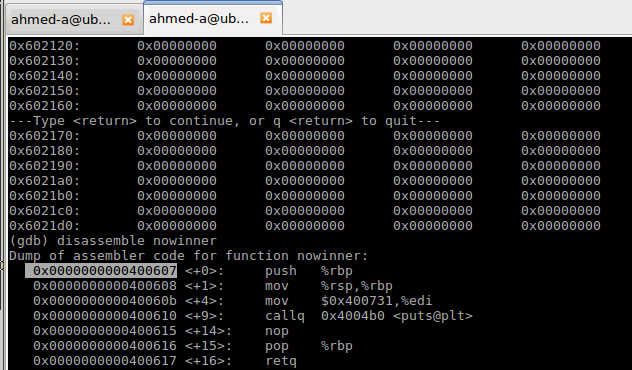 ahmed-a@ub... ahmed-a@ub...
0x602120: 0x00000000 0x00000000 0x00000000 0x00000000
0x602130: 0x00000000 0x00000000 0x00000000 0x00000000
0x602140: 0x00000000 0x00000000 0x00000000 0x00000000
0x602150: 0x00000000 0x00000000 0x00000000 0x00000000
0x602160: 0x00000000 0x00000000 0x00000000 0x00000000
---Type <return> to continue, or q <return> to quit---
0x602170: 0x00000000 0x00000000 0x00000000 0x00000000
0x602180: 0x00000000 0x00000000 0x00000000 0x00000000
0x602190: 0x00000000 0x00000000 0x00000000 0x00000000
0x6021a0: 0x00000000 0x00000000 0x00000000 0x00000000
0x6021b0: 0x00000000 0x00000000 0x00000000 0x00000000
0x6021c0: 0x00000000 0x00000000 0x00000000 0x00000000
0x6021d0: 0x00000000 0x00000000 0x00000000 0x00000000
(gdb) disassemble nowinner
Dump of assembler code for function nowinner:
0x0000000000400607 <+0>: push %rbp
0x0000000000400608 <+1>: mov %rsp,%rbp
0x000000000040060b <+4>: mov $0x400731,%edi
0x0000000000400610 <+9>: callq 0x4004b0 <puts@plt>
0x0000000000400615 <+14>: nop
0x0000000000400616 <+15>: pop %rbp
0x0000000000400617 <+16>: retq